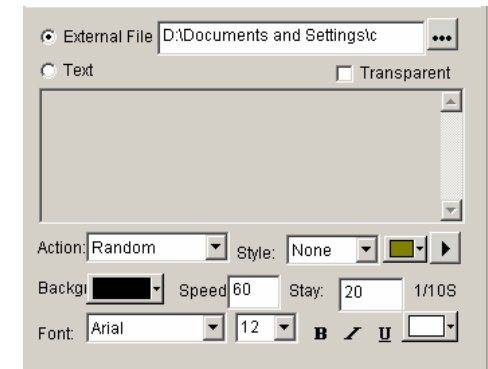 External File D:\Documents and Settings\c ...
Text Transparent
Action: Random Style: None
Backgr Speed 60 Stay: 20 1/10S
Font: Arial 12 B I U